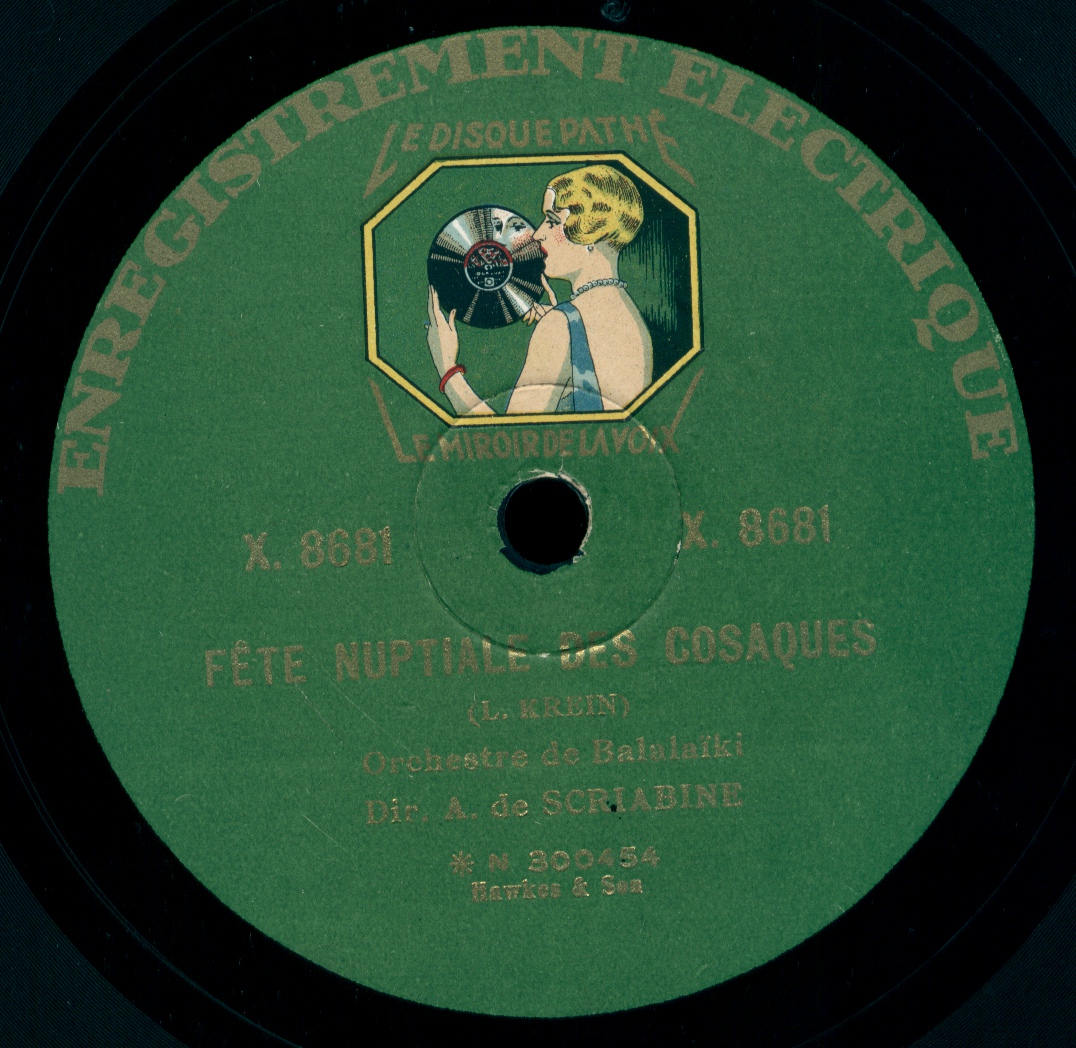 ENREGISTREMENT ELECTRIQUE
LE DISQUE PATHÉ
LE MIROIR DE LA VOIX
X. 8681 X. 8681
FÊTE NUPTIALE DES COSAQUES
(L. KREIN)
Orchestre de Balalaïki
Dir. A. de SCRIABINE
* N 300454
Hawkes & Son